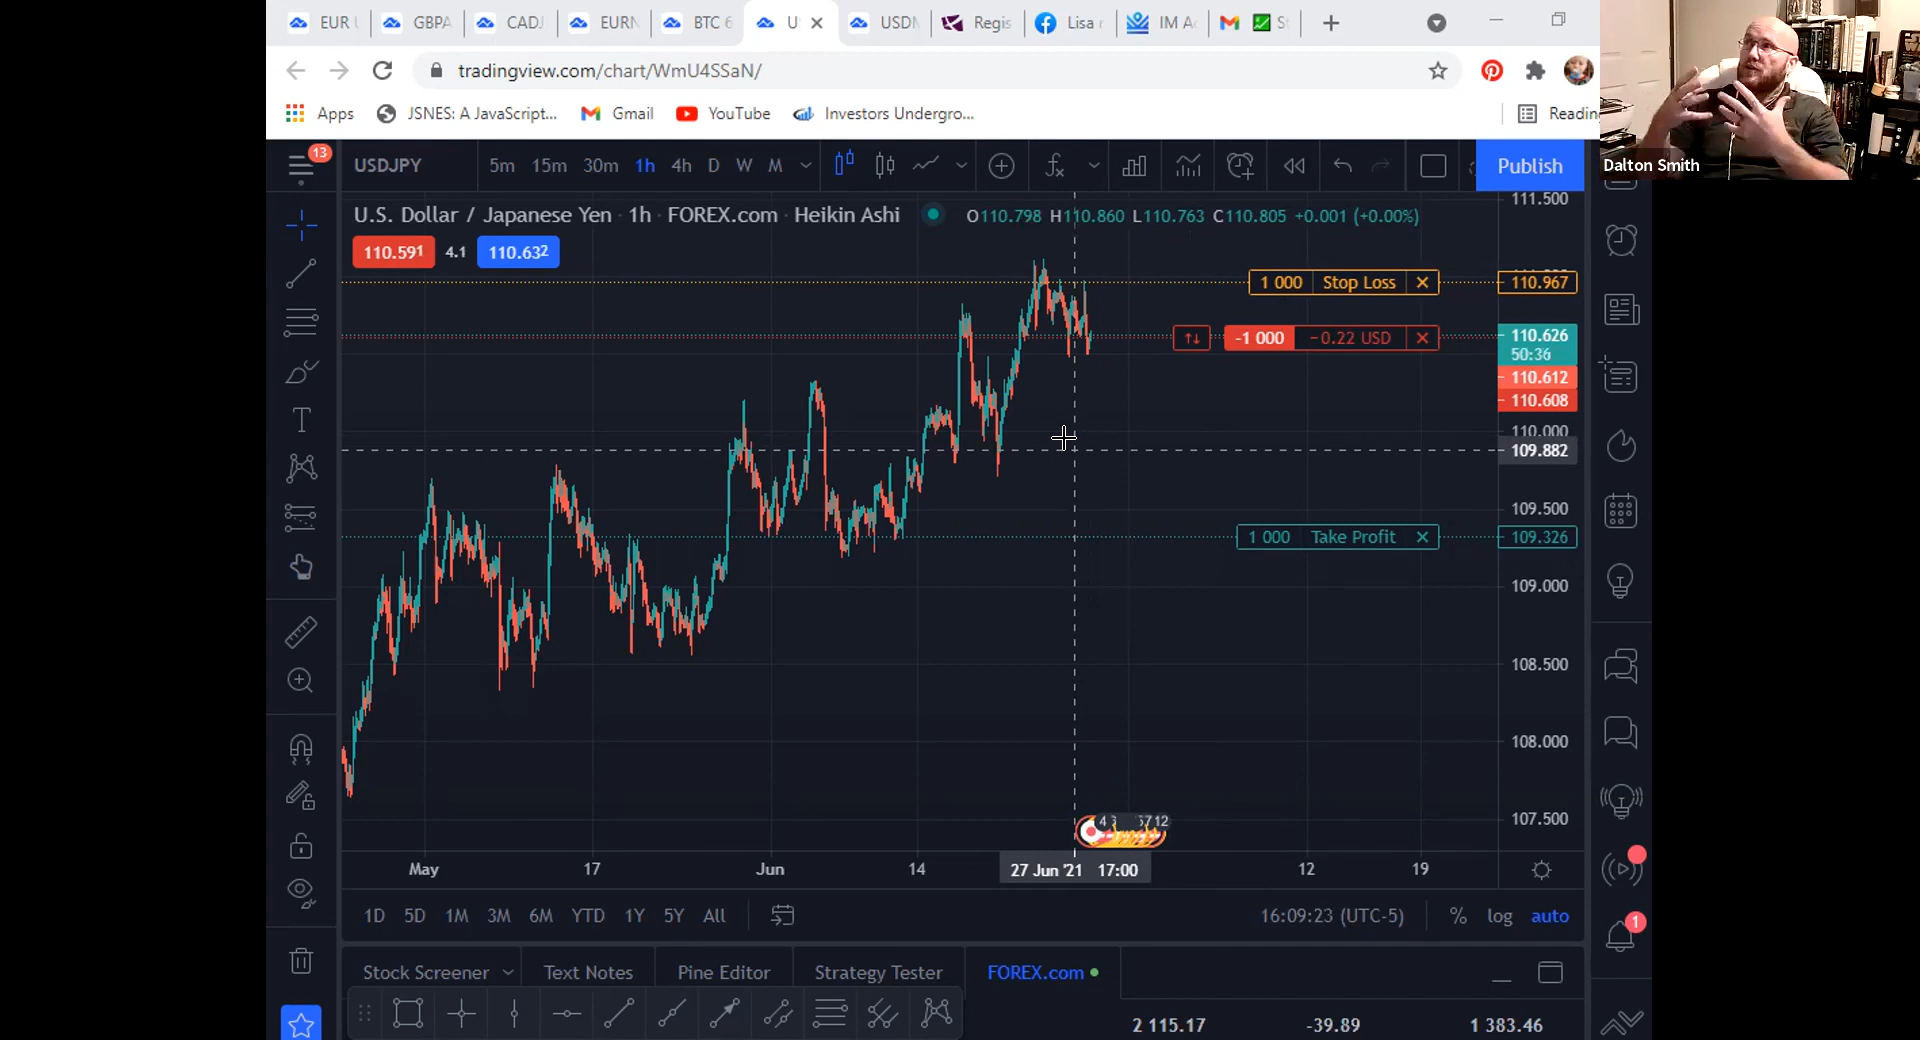 EUR
GBPA
CADJ
EURN
BTC 6
U
USDN
Regis
Lisa
IM A
S
tradingview.com/chart/WmU4SSaN/
Apps
JSNES: A JavaScript...
Gmail
YouTube
Investors Undergro...
Readin
Dalton Smith
13
USDJPY
5m 15m 30m 1h 4h D W M
Publish
U.S. Dollar / Japanese Yen · 1h · FOREX.com · Heikin Ashi
O110.798 H110.860 L110.763 C110.805 +0.001 (+0.00%)
111.500
110.591 4.1 110.632
1 000 Stop Loss
110.967
-1 000 −0.22 USD
110.626
50:36
110.612
110.608
110.000
109.882
109.500
1 000 Take Profit
109.326
109.000
108.500
108.000
107.500
May 17 Jun 14 27 Jun '21 17:00 12 19
1D 5D 1M 3M 6M YTD 1Y 5Y All
16:09:23 (UTC-5)
% log auto
1
Stock Screener
Text Notes
Pine Editor
Strategy Tester
FOREX.com
2 115.17 -39.89 1 383.46